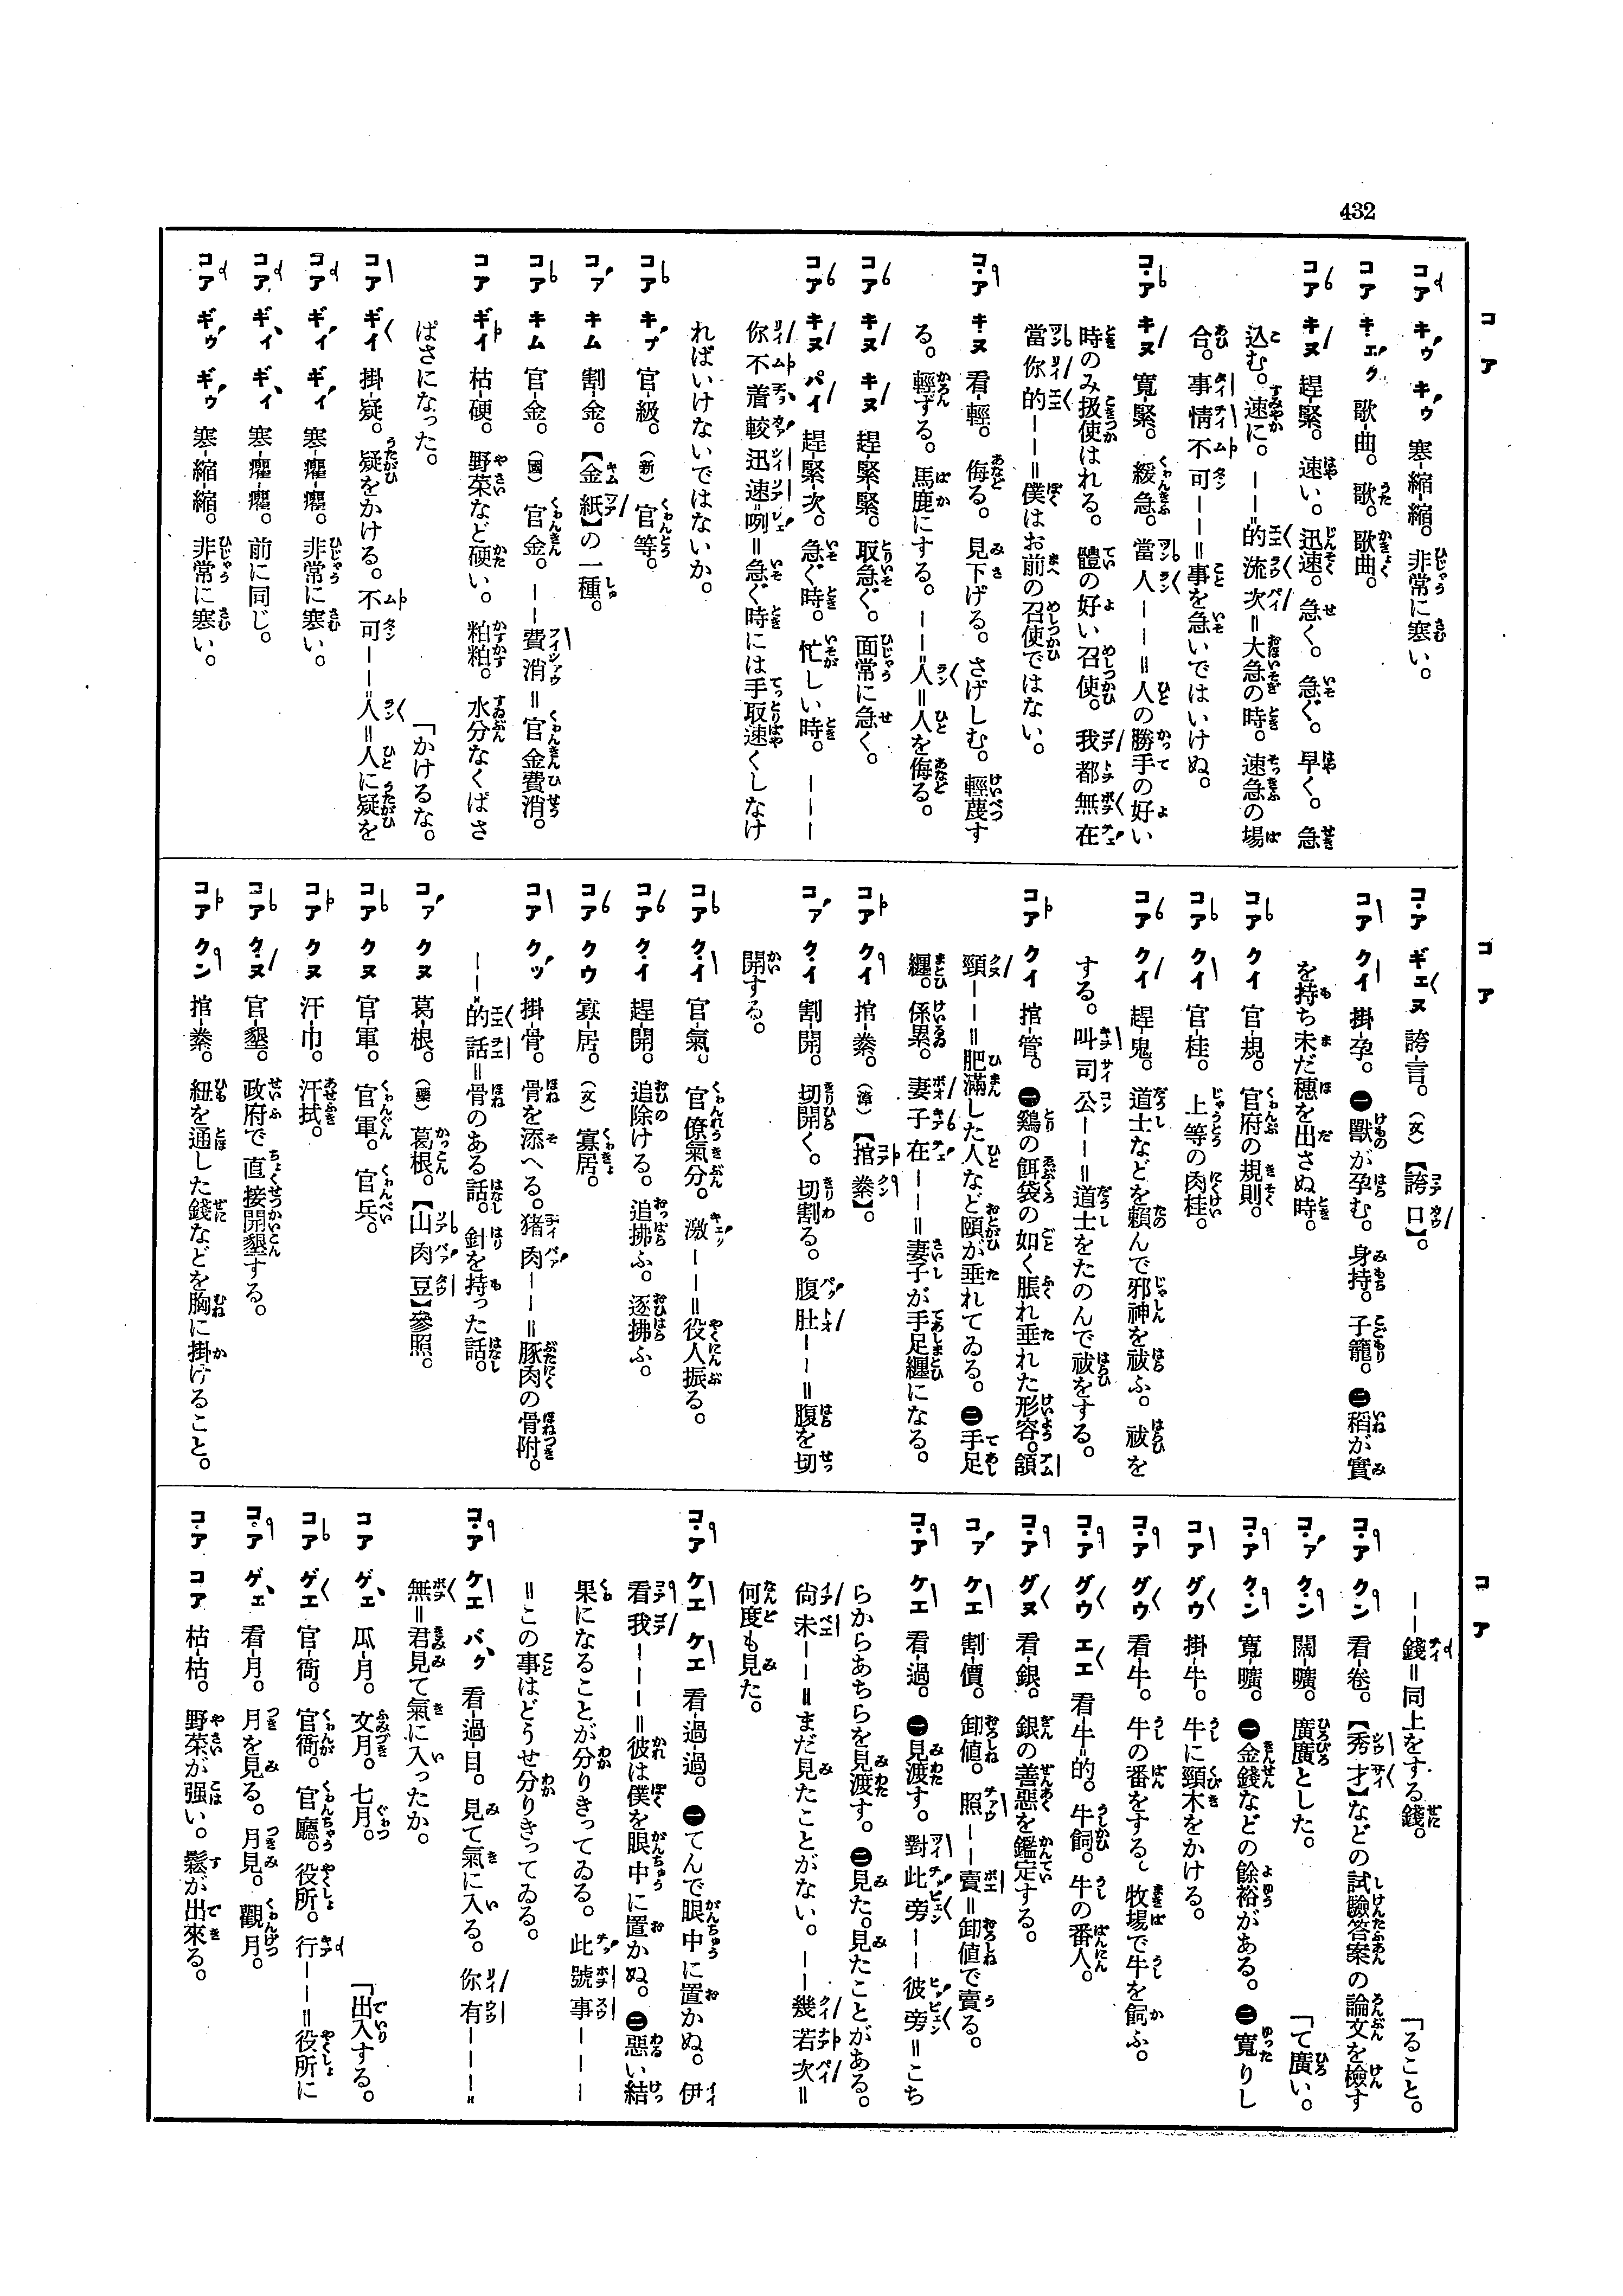 432
コア
コア キウ キウ 寒-縮-縮。非常に寒い。
コア キエク 歌-曲。歌。歌曲。
コア キヌ 趕-緊。速い。迅速。急く。急ぐ。早く。急
込む。速に。——的流次＝大急の時。速急の場
合。事情不可——＝事を急いではいけぬ。
コ・ア キヌ 寛-緊。緩急。當人——＝人の勝手の好い
時のみ扱使はれる。體の好い召使。我都無在
當你的——＝僕はお前の召使ではない。
コ・ア キ・ヌ 看-輕。侮る。見下げる。さげしむ。輕蔑す
る。輕ずる。馬鹿にする。——人＝人を侮る。
コア キヌ キヌ 趕-緊-緊。取急ぐ。面常に急く。
コア キヌ パイ 趕-緊-次。急ぐ時。忙しい時。———
你不着較迅速咧＝急ぐ時には手取速くしなけ
ればいけないではないか。
コア キプ 官-級。（新）官等。
コア キム 割-金。【金紙】の一種。
コア キム 官-金。（國）官金。——費消＝官金費消。
コア ギイ 枯-硬。野菜など硬い。粕粕。水分なくぱさ
ぱさになった。
コア ギイ 掛-疑。疑をかける。不可——人＝人に疑を
「かけるな。
コア ギイ ギイ 寒-㾾-㾾。非常に寒い。
コア ギイ ギイ 寒-㾾-㾾。前に同じ。
コア ギウ ギウ 寒-縮-縮。非常に寒い。
コア
コ・ア ギエヌ 誇-言。（文）【誇口】。
コア クイ 掛-孕。㊀獸が孕む。身持。子籠。㊁稻が實
を持ち未だ穗を出さぬ時。
コア クイ 官-規。官府の規則。
コア クイ 官-桂。上等の肉桂。
コア クイ 趕-鬼。道士などを賴んで邪神を祓ふ。祓を
する。叫司公——＝道士をたのんで祓をする。
コア クイ 捾-管。㊀鷄の餌袋の如く脹れ垂れた形容。頷
頸——＝肥滿した人など頤が垂れてゐる。㊁手足
纏。係累。妻子在——＝妻子が手足纏になる。
コア クイ 捾-䊎。（漳）【捾䊎】。
コア ク・イ 割-開。切開く。切割る。腹肚——＝腹を切
開する。
コア ク・イ 官-氣。官僚氣分。激——＝役人振る。
コア ク・イ 趕-開。追除ける。追拂ふ。逐拂ふ。
コア クウ 寡-居。（文）寡居。
コア クッ 掛-骨。骨を添へる。猪肉——＝豚肉の骨附。
——的話＝骨のある話。針を持った話。
コア クヌ 葛-根。（藥）葛根。【山肉豆】參照。
コア クヌ 官-軍。官軍。官兵。
コア クヌ 汗-巾。汗拭。
コア ク・ヌ 官-墾。政府で直接開墾する。
コア クン 捾-䊎。紐を通した錢などを胸に掛けること。
コア
——錢＝同上をする錢。
「ること。
コ・ア クン 看-卷。【秀才】などの試驗答案の論文を檢す
コ・ア ク・ン 闊-曠。廣廣とした。
「て廣い。
コ・ア ク・ン 寬-曠。㊀金錢などの餘裕がある。㊁寬りし
コア グウ 掛-牛。牛に頸木をかける。
コ・ア グウ 看-牛。牛の番をする。牧場で牛を飼ふ。
コ・ア グウ エエ 看-牛-的。牛飼。牛の番人。
コ・ア グヌ 看-銀。銀の善惡を鑑定する。
コア ケエ 割-價。卸値。照——賣＝卸値で賣る。
コ・ア ケエ 看-過。㊀見渡す。對此旁——彼旁＝こち
らからあちらを見渡す。㊁見た。見たことがある。
尙未——＝まだ見たことがない。——幾若次＝
何度も見た。
コ・ア ケエ ケエ 看-過-過。㊀てんで眼中に置かぬ。伊
看我———＝彼は僕を眼中に置かぬ。㊁惡い結
果になることが分りきってゐる。此號事———
＝この事はどうせ分りきってゐる。
コ・ア ケエ バク 看-過-目。見て氣に入る。你有———＝
無＝君見て氣に入ったか。
コア ゲエ 瓜-月。文月。七月。
「出入する。
コア ゲエ 官-衙。官衙。官廳。役所。行——＝役所に
コ・ア ゲエ 看-月。月を見る。月見。觀月。
コ・ア コア 枯-枯。野菜が强い。鬆が出來る。